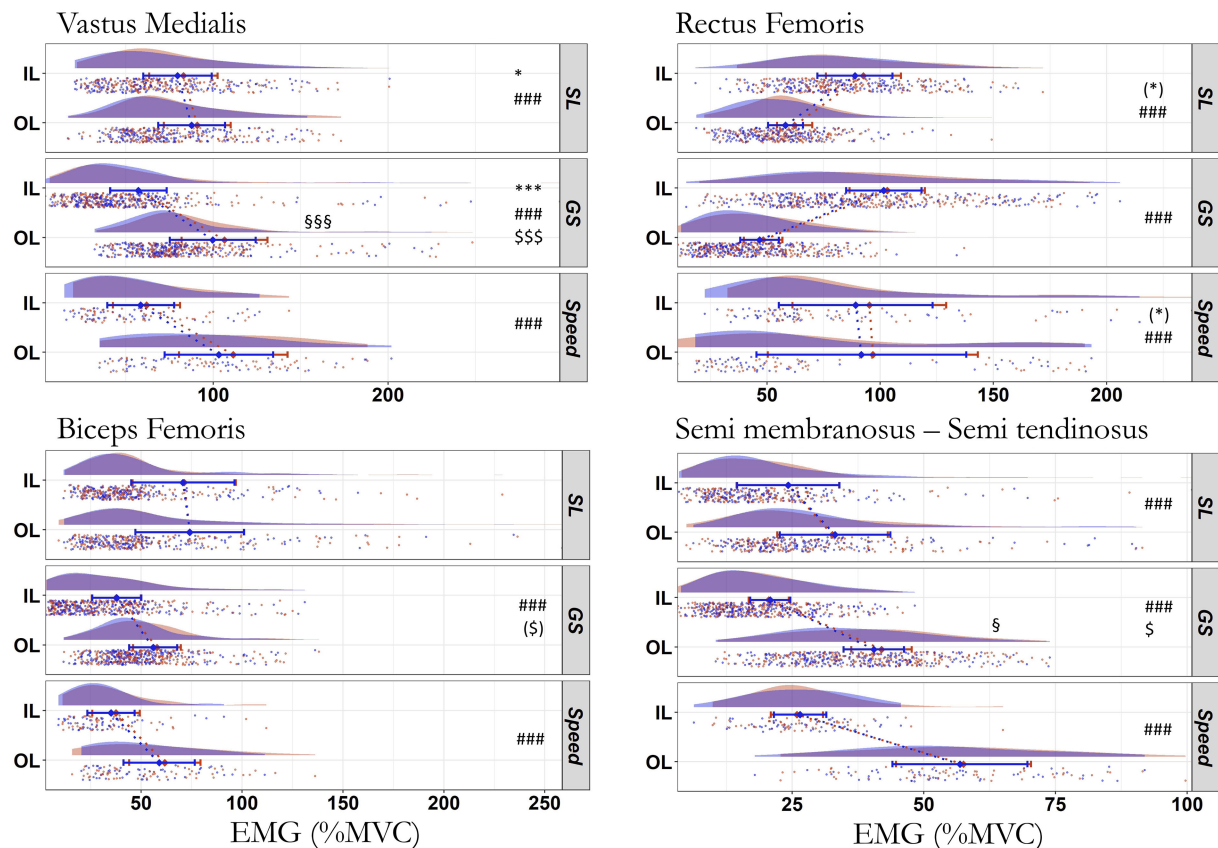 Vastus Medialis
IL
OL
*
###
SL
IL
OL
***
###
§§§
$$$
GS
IL
OL
###
Speed
100
200
Rectus Femoris
IL
OL
(*)
###
SL
IL
OL
###
GS
IL
OL
(*)
###
Speed
50
100
150
200
Biceps Femoris
IL
OL
SL
IL
OL
###
($)
GS
IL
OL
###
Speed
50
100
150
200
250
EMG (%MVC)
Semi membranosus – Semi tendinosus
IL
OL
###
SL
IL
OL
###
§
$
GS
IL
OL
###
Speed
25
50
75
100
EMG (%MVC)